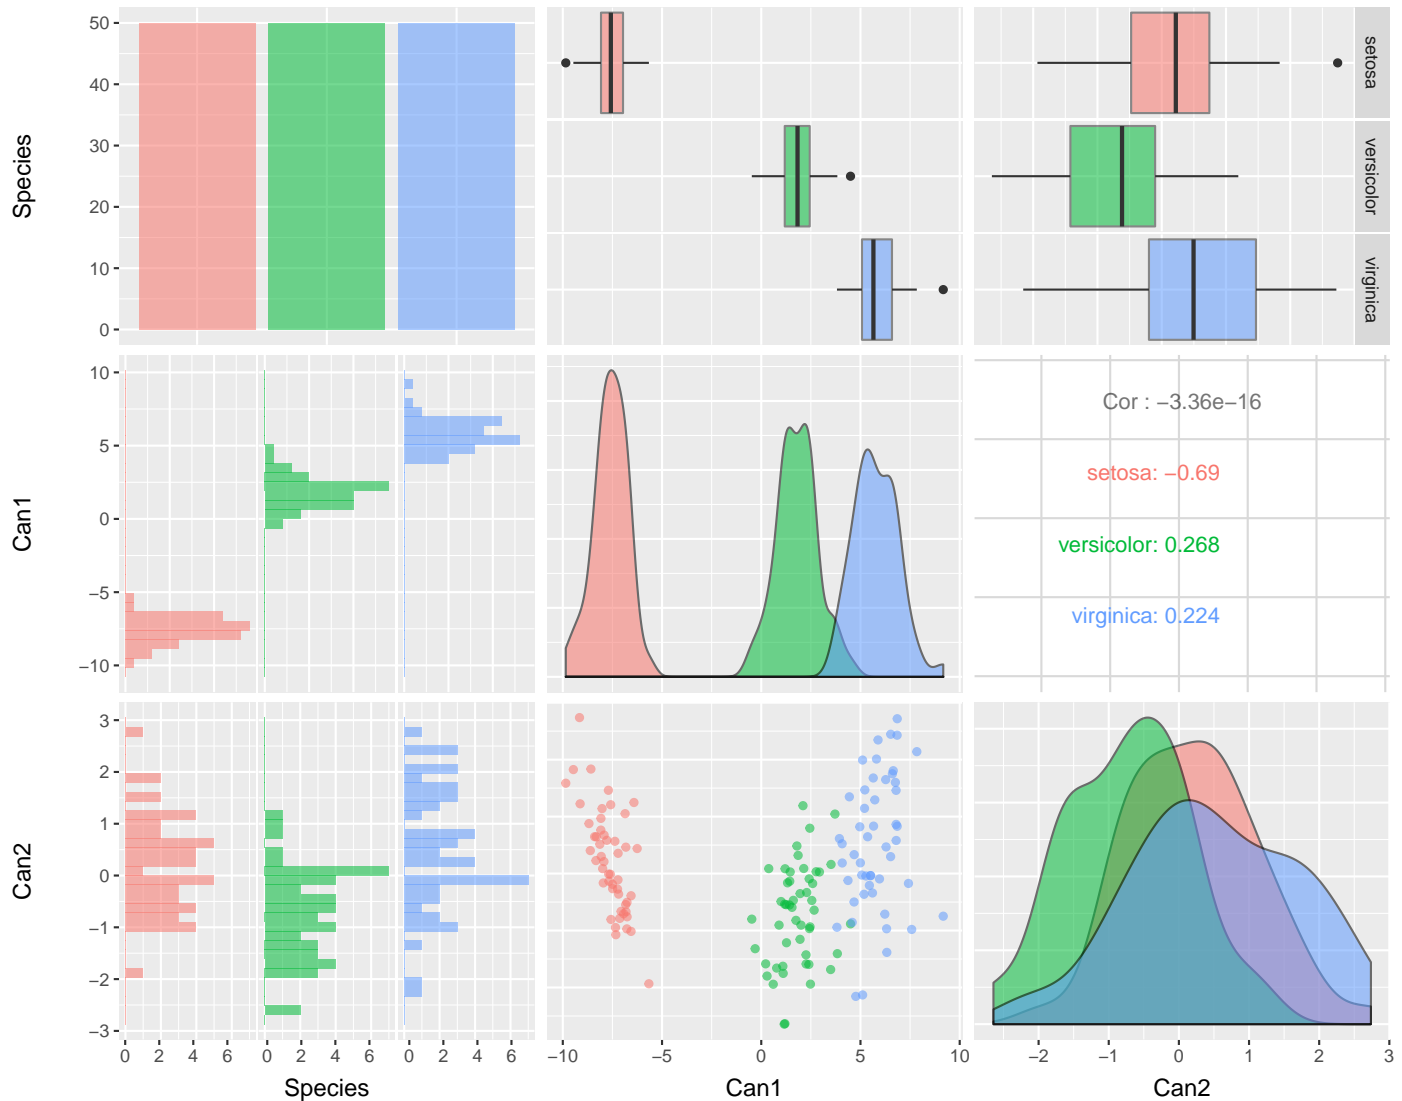 Species
50
40
30
20
10
0
setosa
versicolor
virginica
Can1
10
5
0
−5
−10
Cor : −3.36e−16
setosa: −0.69
versicolor: 0.268
virginica: 0.224
Can2
3
2
1
0
−1
−2
−3
0 2 4 6 0 2 4 6 0 2 4 6
−10 −5 0 5 10
−2 −1 0 1 2 3
Species Can1 Can2